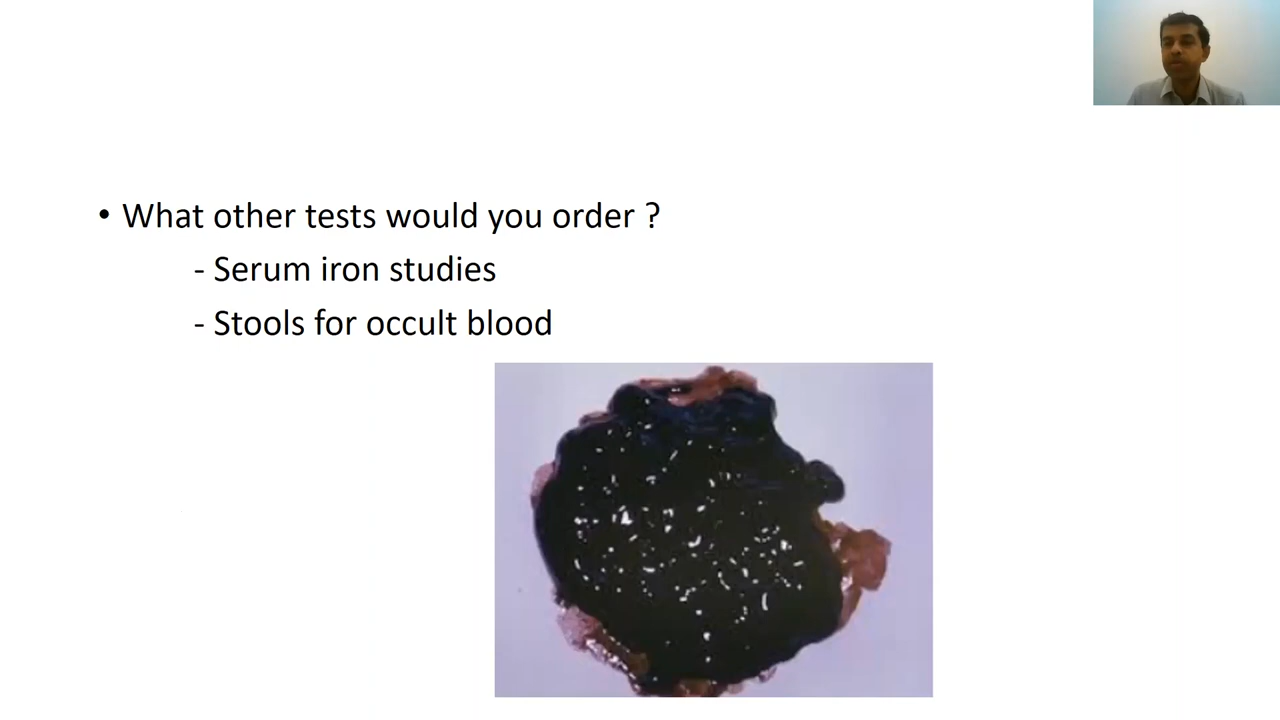 • What other tests would you order ?
- Serum iron studies
- Stools for occult blood